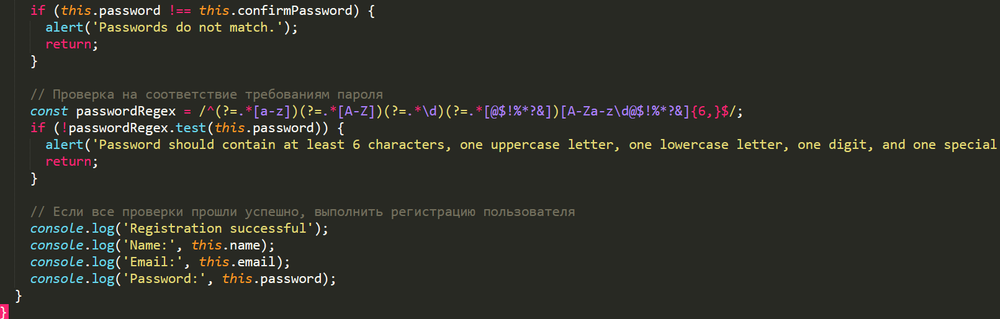 if (this.password !== this.confirmPassword) {
alert('Passwords do not match.');
return;
}
// Проверка на соответствие требованиям пароля
const passwordRegex = /^(?=.*[a-z])(?=.*[A-Z])(?=.*\d)(?=.*[@$!%*?&])[A-Za-z\d@$!%*?&]{6,}$/;
if (!passwordRegex.test(this.password)) {
alert('Password should contain at least 6 characters, one uppercase letter, one lowercase letter, one digit, and one special
return;
}
// Если все проверки прошли успешно, выполнить регистрацию пользователя
console.log('Registration successful');
console.log('Name:', this.name);
console.log('Email:', this.email);
console.log('Password:', this.password);
}
}